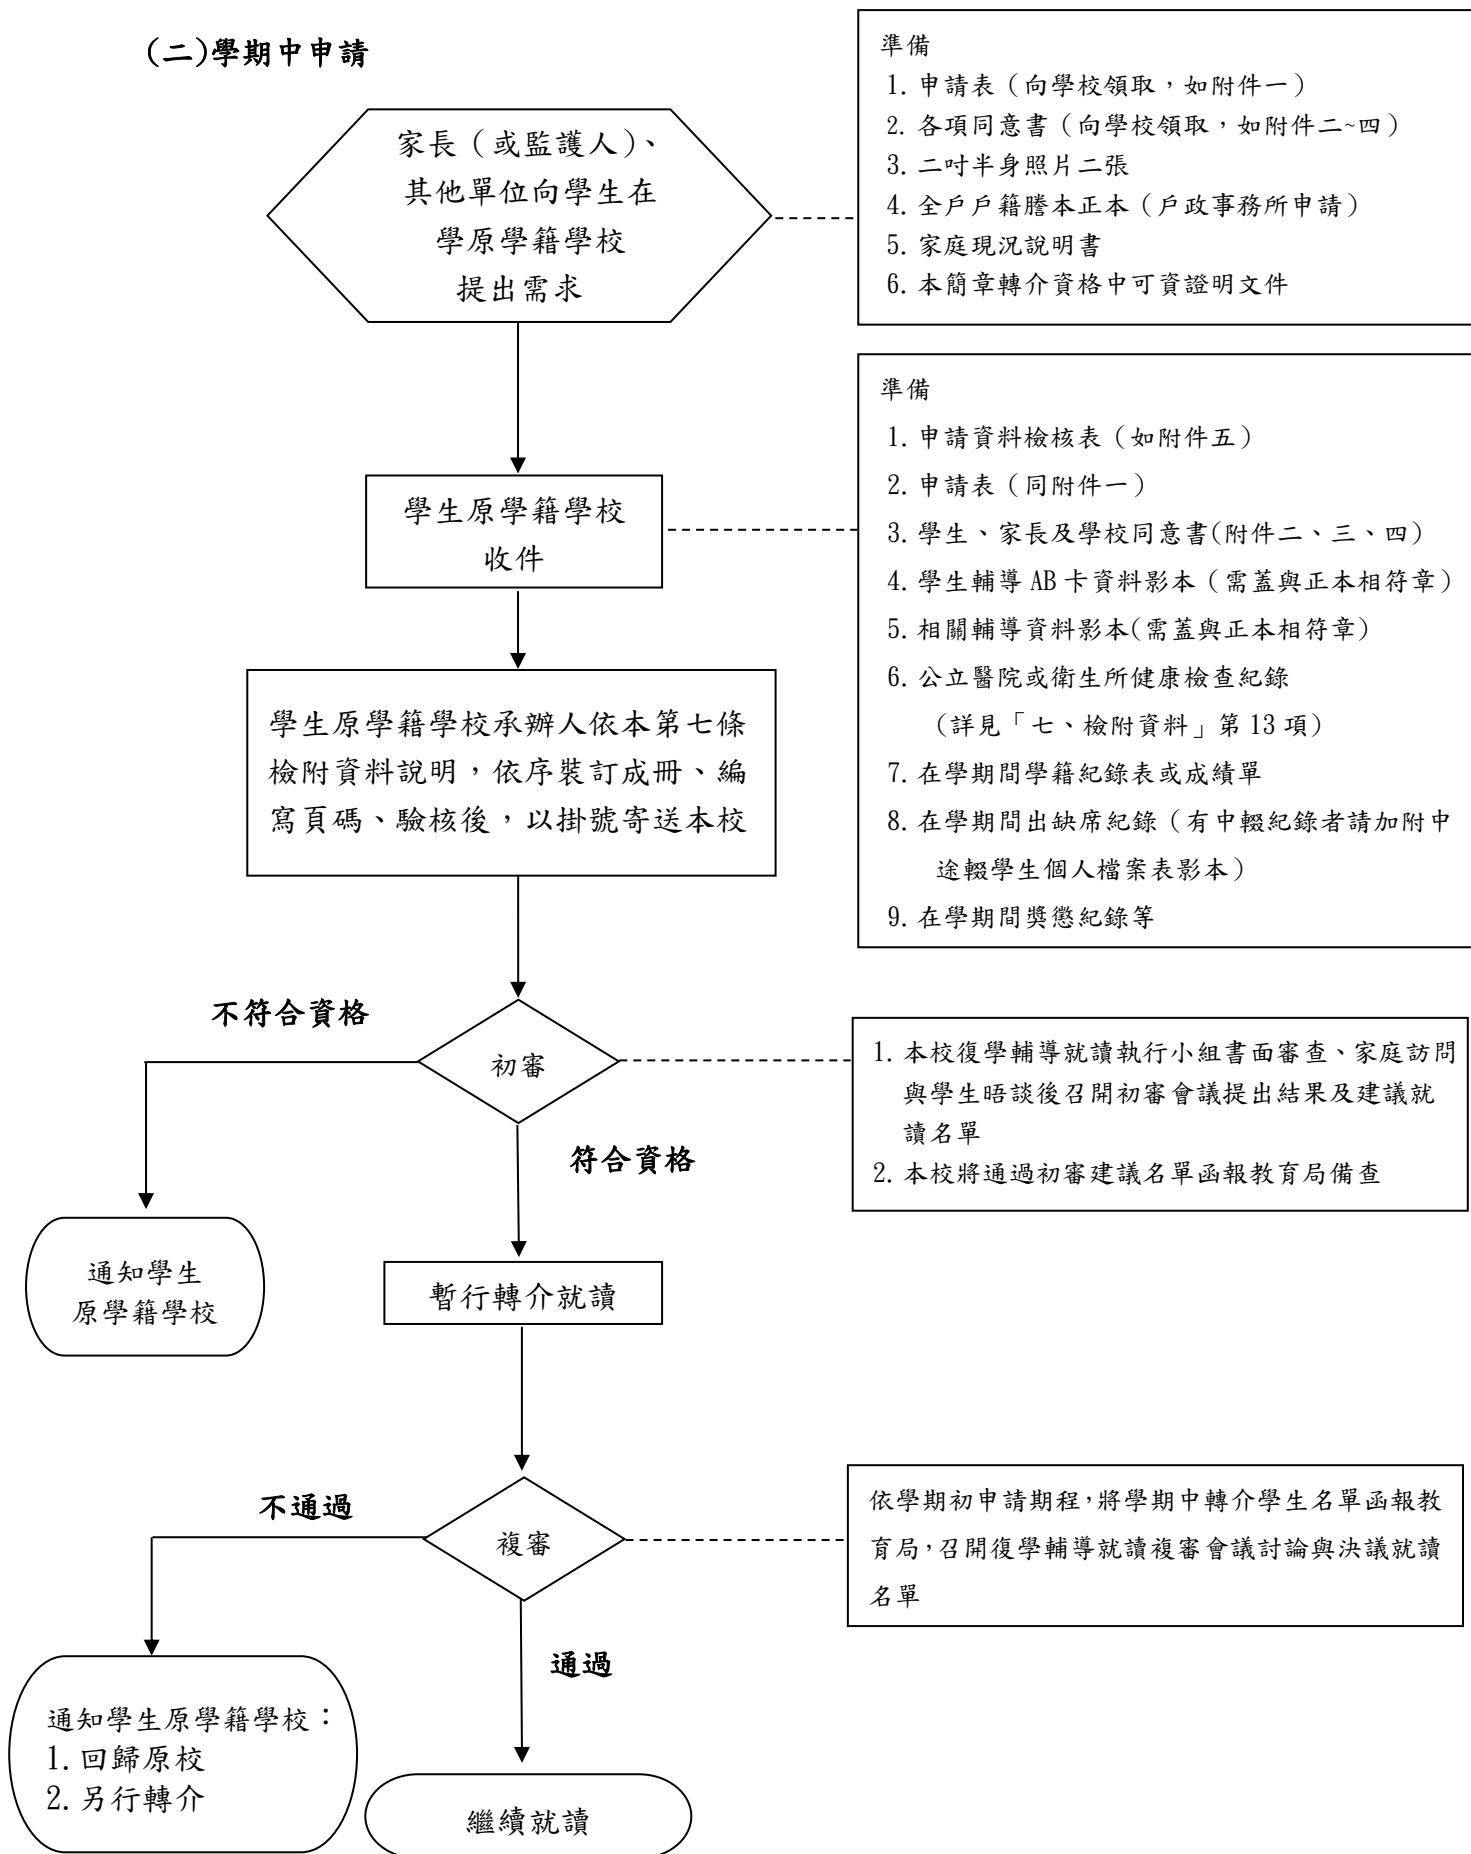 (二)學期中申請
家長（或監護人）、
其他單位向學生在
學原學籍學校
提出需求
準備
1. 申請表（向學校領取，如附件一）
2. 各項同意書（向學校領取，如附件二~四）
3. 二吋半身照片二張
4. 全戶戶籍謄本正本（戶政事務所申請）
5. 家庭現況說明書
6. 本簡章轉介資格中可資證明文件
學生原學籍學校
收件
準備
1. 申請資料檢核表（如附件五）
2. 申請表（同附件一）
3. 學生、家長及學校同意書(附件二、三、四）
4. 學生輔導 AB 卡資料影本（需蓋與正本相符章）
5. 相關輔導資料影本(需蓋與正本相符章）
6. 公立醫院或衛生所健康檢查紀錄
（詳見「七、檢附資料」第 13 項）
7. 在學期間學籍紀錄表或成績單
8. 在學期間出缺席紀錄（有中輟紀錄者請加附中
途輟學生個人檔案表影本）
9. 在學期間獎懲紀錄等
學生原學籍學校承辦人依本第七條
檢附資料說明，依序裝訂成冊、編
寫頁碼、驗核後，以掛號寄送本校
不符合資格
初審
1. 本校復學輔導就讀執行小組書面審查、家庭訪問
與學生晤談後召開初審會議提出結果及建議就
讀名單
2. 本校將通過初審建議名單函報教育局備查
符合資格
通知學生
原學籍學校
暫行轉介就讀
不通過
複審
依學期初申請期程，將學期中轉介學生名單函報教
育局，召開復學輔導就讀複審會議討論與決議就讀
名單
通過
通知學生原學籍學校：
1. 回歸原校
2. 另行轉介
繼續就讀